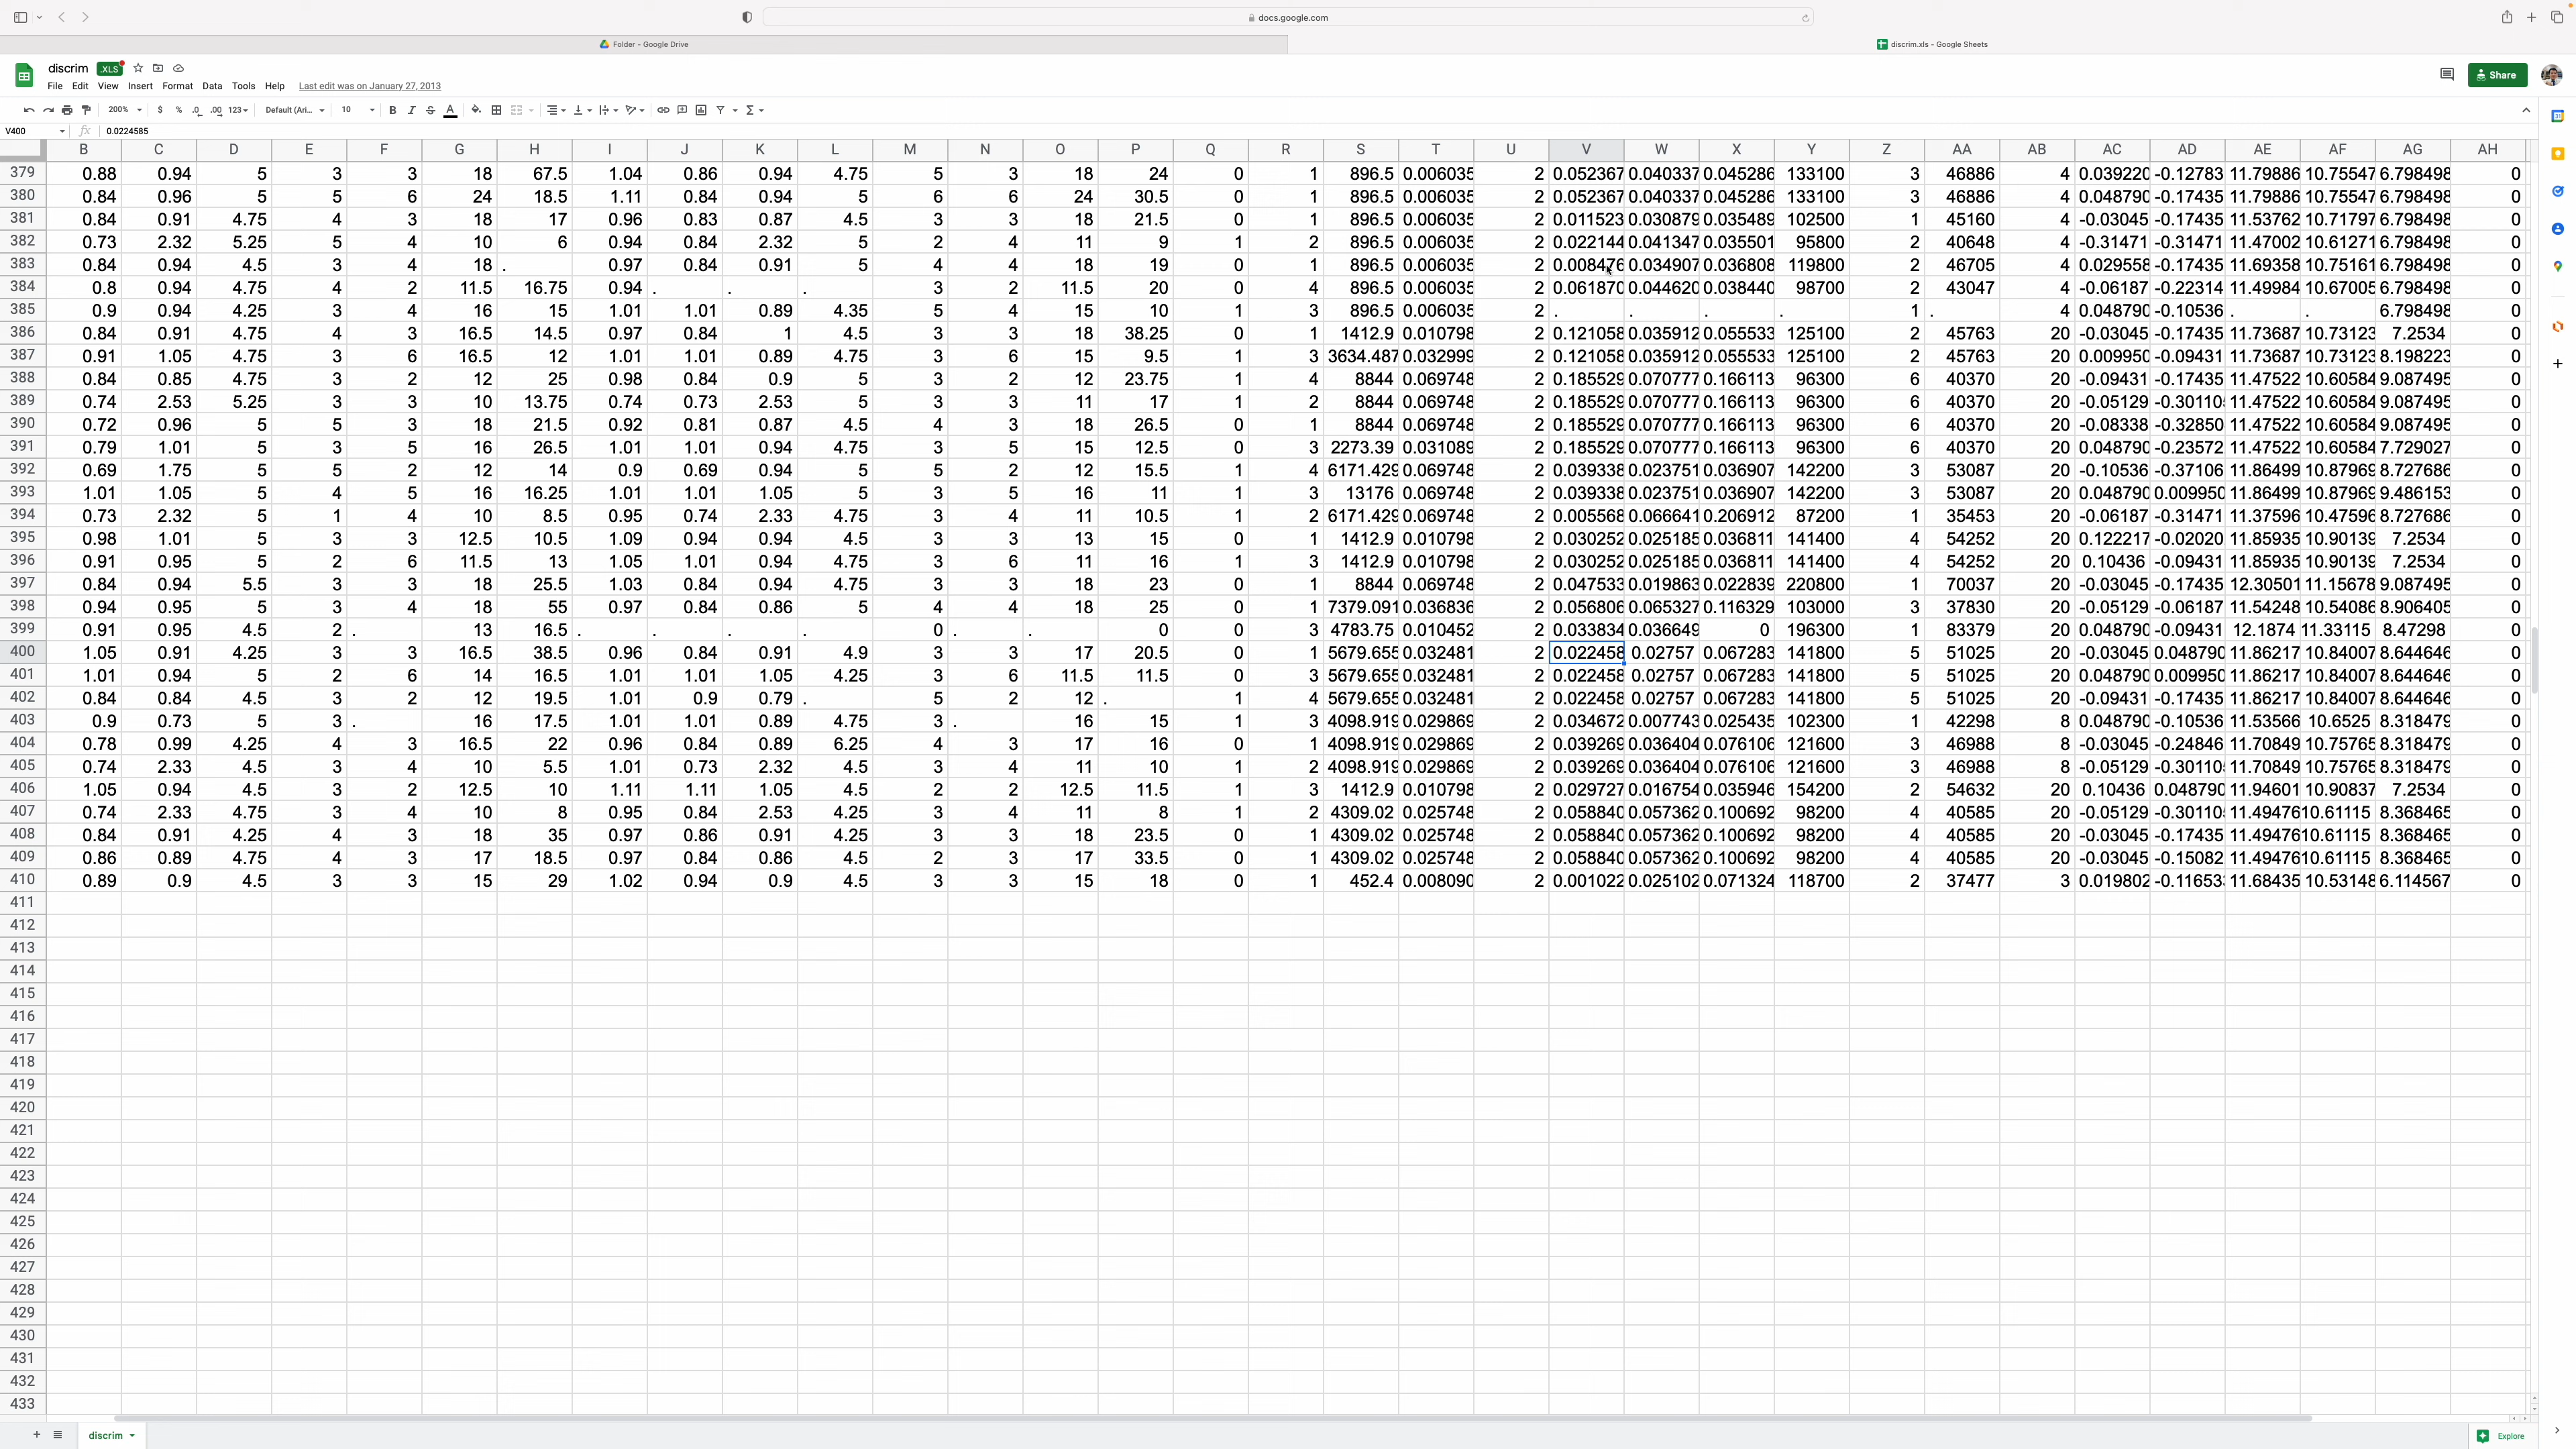 docs.google.com
Folder - Google Drive
discrim.xls - Google Sheets
discrim .XLS
File Edit View Insert Format Data Tools Help Last edit was on January 27, 2013
Share
200% $ % .0 .00 123 Default (Ari... 10 B I S A
V400 fx 0.0224585
B C D E F G H I J K L M N O P Q R S T U V W X Y Z AA AB AC AD AE AF AG AH
379 0.88 0.94 5 3 3 18 67.5 1.04 0.86 0.94 4.75 5 3 18 24 0 1 896.5 0.006035 2 0.052367 0.040337 0.045286 133100 3 46886 4 0.039220 -0.12783 11.79886 10.75547 6.798498 0
380 0.84 0.96 5 5 6 24 18.5 1.11 0.84 0.94 5 6 6 24 30.5 0 1 896.5 0.006035 2 0.052367 0.040337 0.045286 133100 3 46886 4 0.048790 -0.17435 11.79886 10.75547 6.798498 0
381 0.84 0.91 4.75 4 3 18 17 0.96 0.83 0.87 4.5 3 3 18 21.5 0 1 896.5 0.006035 2 0.011523 0.030879 0.035489 102500 1 45160 4 -0.03045 -0.17435 11.53762 10.71797 6.798498 0
382 0.73 2.32 5.25 5 4 10 6 0.94 0.84 2.32 5 2 4 11 9 1 2 896.5 0.006035 2 0.022144 0.041347 0.035501 95800 2 40648 4 -0.31471 -0.31471 11.47002 10.61271 6.798498 0
383 0.84 0.94 4.5 3 4 18 . 0.97 0.84 0.91 5 4 4 18 19 0 1 896.5 0.006035 2 0.008476 0.034907 0.036808 119800 2 46705 4 0.029558 -0.17435 11.69358 10.75161 6.798498 0
384 0.8 0.94 4.75 4 2 11.5 16.75 0.94 . . . 3 2 11.5 20 0 4 896.5 0.006035 2 0.061870 0.044620 0.038440 98700 2 43047 4 -0.06187 -0.22314 11.49984 10.67005 6.798498 0
385 0.9 0.94 4.25 3 4 16 15 1.01 1.01 0.89 4.35 5 4 15 10 1 3 896.5 0.006035 2 . . . . 1 . 4 0.048790 -0.10536 . . 6.798498 0
386 0.84 0.91 4.75 4 3 16.5 14.5 0.97 0.84 1 4.5 3 3 18 38.25 0 1 1412.9 0.010798 2 0.121058 0.035912 0.055533 125100 2 45763 20 -0.03045 -0.17435 11.73687 10.73123 7.2534 0
387 0.91 1.05 4.75 3 6 16.5 12 1.01 1.01 0.89 4.75 3 6 15 9.5 1 3 3634.487 0.032999 2 0.121058 0.035912 0.055533 125100 2 45763 20 0.009950 -0.09431 11.73687 10.73123 8.198223 0
388 0.84 0.85 4.75 3 2 12 25 0.98 0.84 0.9 5 3 2 12 23.75 1 4 8844 0.069748 2 0.185529 0.070777 0.166113 96300 6 40370 20 -0.09431 -0.17435 11.47522 10.60584 9.087495 0
389 0.74 2.53 5.25 3 3 10 13.75 0.74 0.73 2.53 5 3 3 11 17 1 2 8844 0.069748 2 0.185529 0.070777 0.166113 96300 6 40370 20 -0.05129 -0.30110 11.47522 10.60584 9.087495 0
390 0.72 0.96 5 5 3 18 21.5 0.92 0.81 0.87 4.5 4 3 18 26.5 0 1 8844 0.069748 2 0.185529 0.070777 0.166113 96300 6 40370 20 -0.08338 -0.32850 11.47522 10.60584 9.087495 0
391 0.79 1.01 5 3 5 16 26.5 1.01 1.01 0.94 4.75 3 5 15 12.5 0 3 2273.39 0.031089 2 0.185529 0.070777 0.166113 96300 6 40370 20 0.048790 -0.23572 11.47522 10.60584 7.729027 0
392 0.69 1.75 5 5 2 12 14 0.9 0.69 0.94 5 5 2 12 15.5 1 4 6171.429 0.069748 2 0.039338 0.023751 0.036907 142200 3 53087 20 -0.10536 -0.37106 11.86499 10.87969 8.727686 0
393 1.01 1.05 5 4 5 16 16.25 1.01 1.01 1.05 5 3 5 16 11 1 3 13176 0.069748 2 0.039338 0.023751 0.036907 142200 3 53087 20 0.048790 0.009950 11.86499 10.87969 9.486153 0
394 0.73 2.32 5 1 4 10 8.5 0.95 0.74 2.33 4.75 3 4 11 10.5 1 2 6171.429 0.069748 2 0.005568 0.066641 0.206912 87200 1 35453 20 -0.06187 -0.31471 11.37596 10.47596 8.727686 0
395 0.98 1.01 5 3 3 12.5 10.5 1.09 0.94 0.94 4.5 3 3 13 15 0 1 1412.9 0.010798 2 0.030252 0.025185 0.036811 141400 4 54252 20 0.122217 -0.02020 11.85935 10.90139 7.2534 0
396 0.91 0.95 5 2 6 11.5 13 1.05 1.01 0.94 4.75 3 6 11 16 1 3 1412.9 0.010798 2 0.030252 0.025185 0.036811 141400 4 54252 20 0.10436 -0.09431 11.85935 10.90139 7.2534 0
397 0.84 0.94 5.5 3 3 18 25.5 1.03 0.84 0.94 4.75 3 3 18 23 0 1 8844 0.069748 2 0.047533 0.019863 0.022839 220800 1 70037 20 -0.03045 -0.17435 12.30501 11.15678 9.087495 0
398 0.94 0.95 5 3 4 18 55 0.97 0.84 0.86 5 4 4 18 25 0 1 7379.091 0.036836 2 0.056806 0.065327 0.116329 103000 3 37830 20 -0.05129 -0.06187 11.54248 10.54086 8.906405 0
399 0.91 0.95 4.5 2 . 13 16.5 . . . . 0 . . 0 0 3 4783.75 0.010452 2 0.033834 0.036649 0 196300 1 83379 20 0.048790 -0.09431 12.1874 11.33115 8.47298 0
400 1.05 0.91 4.25 3 3 16.5 38.5 0.96 0.84 0.91 4.9 3 3 17 20.5 0 1 5679.655 0.032481 2 0.022458 0.02757 0.067283 141800 5 51025 20 -0.03045 0.048790 11.86217 10.84007 8.644646 0
401 1.01 0.94 5 2 6 14 16.5 1.01 1.01 1.05 4.25 3 6 11.5 11.5 0 3 5679.655 0.032481 2 0.022458 0.02757 0.067283 141800 5 51025 20 0.048790 0.009950 11.86217 10.84007 8.644646 0
402 0.84 0.84 4.5 3 2 12 19.5 1.01 0.9 0.79 . 5 2 12 . 1 4 5679.655 0.032481 2 0.022458 0.02757 0.067283 141800 5 51025 20 -0.09431 -0.17435 11.86217 10.84007 8.644646 0
403 0.9 0.73 5 3 . 16 17.5 1.01 1.01 0.89 4.75 3 . 16 15 1 3 4098.919 0.029869 2 0.034672 0.007743 0.025435 102300 1 42298 8 0.048790 -0.10536 11.53566 10.6525 8.318479 0
404 0.78 0.99 4.25 4 3 16.5 22 0.96 0.84 0.89 6.25 4 3 17 16 0 1 4098.919 0.029869 2 0.039269 0.036404 0.076106 121600 3 46988 8 -0.03045 -0.24846 11.70849 10.75765 8.318479 0
405 0.74 2.33 4.5 3 4 10 5.5 1.01 0.73 2.32 4.5 3 4 11 10 1 2 4098.919 0.029869 2 0.039269 0.036404 0.076106 121600 3 46988 8 -0.05129 -0.30110 11.70849 10.75765 8.318479 0
406 1.05 0.94 4.5 3 2 12.5 10 1.11 1.11 1.05 4.5 2 2 12.5 11.5 1 3 1412.9 0.010798 2 0.029727 0.016754 0.035946 154200 2 54632 20 0.10436 0.048790 11.94601 10.90837 7.2534 0
407 0.74 2.33 4.75 3 4 10 8 0.95 0.84 2.53 4.25 3 4 11 8 1 2 4309.02 0.025748 2 0.058840 0.057362 0.100692 98200 4 40585 20 -0.05129 -0.30110 11.49476 10.61115 8.368465 0
408 0.84 0.91 4.25 4 3 18 35 0.97 0.86 0.91 4.25 3 3 18 23.5 0 1 4309.02 0.025748 2 0.058840 0.057362 0.100692 98200 4 40585 20 -0.03045 -0.17435 11.49476 10.61115 8.368465 0
409 0.86 0.89 4.75 4 3 17 18.5 0.97 0.84 0.86 4.5 2 3 17 33.5 0 1 4309.02 0.025748 2 0.058840 0.057362 0.100692 98200 4 40585 20 -0.03045 -0.15082 11.49476 10.61115 8.368465 0
410 0.89 0.9 4.5 3 3 15 29 1.02 0.94 0.9 4.5 3 3 15 18 0 1 452.4 0.008090 2 0.001022 0.025102 0.071324 118700 2 37477 3 0.019802 -0.11653 11.68435 10.53148 6.114567 0
411
412
413
414
415
416
417
418
419
420
421
422
423
424
425
426
427
428
429
430
431
432
433
discrim
Explore